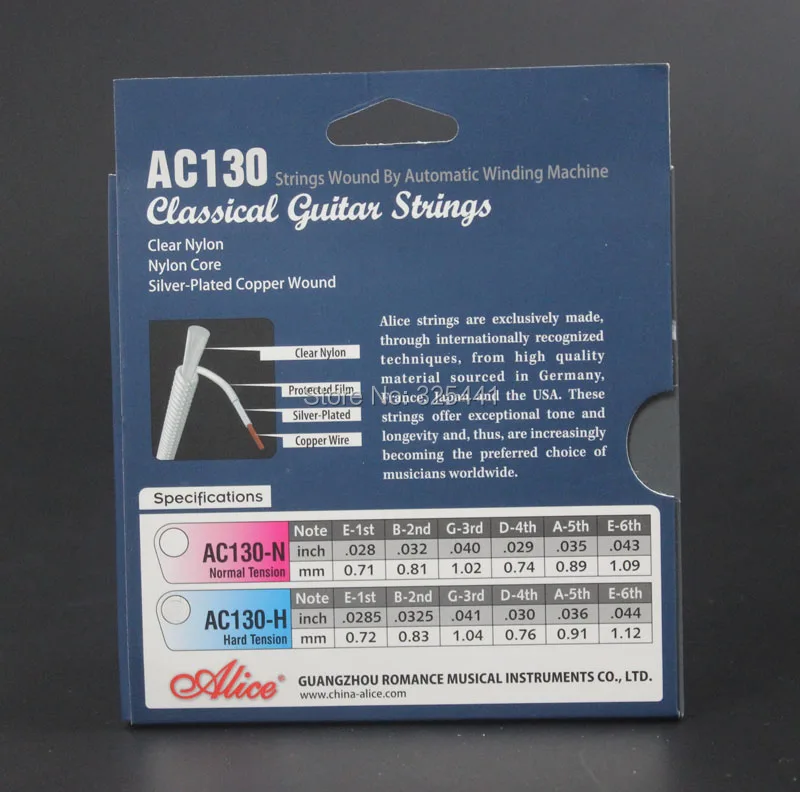 AC130 Strings Wound By Automatic Winding Machine
Classical Guitar Strings
Clear Nylon
Nylon Core
Silver-Plated Copper Wound
Clear Nylon
Protected Film
Silver-Plated
Copper Wire
Alice strings are exclusively made,
through internationally recognized
techniques, from high quality
material sourced in Germany,
France, Japan and the USA. These
strings offer exceptional tone and
longevity and, thus, are increasingly
becoming the preferred choice of
musicians worldwide.
Store No: 325441
Specifications
AC130-N
Normal Tension
Note E-1st B-2nd G-3rd D-4th A-5th E-6th
inch .028 .032 .040 .029 .035 .043
mm 0.71 0.81 1.02 0.74 0.89 1.09
AC130-H
Hard Tension
Note E-1st B-2nd G-3rd D-4th A-5th E-6th
inch .0285 .0325 .041 .030 .036 .044
mm 0.72 0.83 1.04 0.76 0.91 1.12
Alice®
GUANGZHOU ROMANCE MUSICAL INSTRUMENTS CO., LTD.
www.china-alice.com